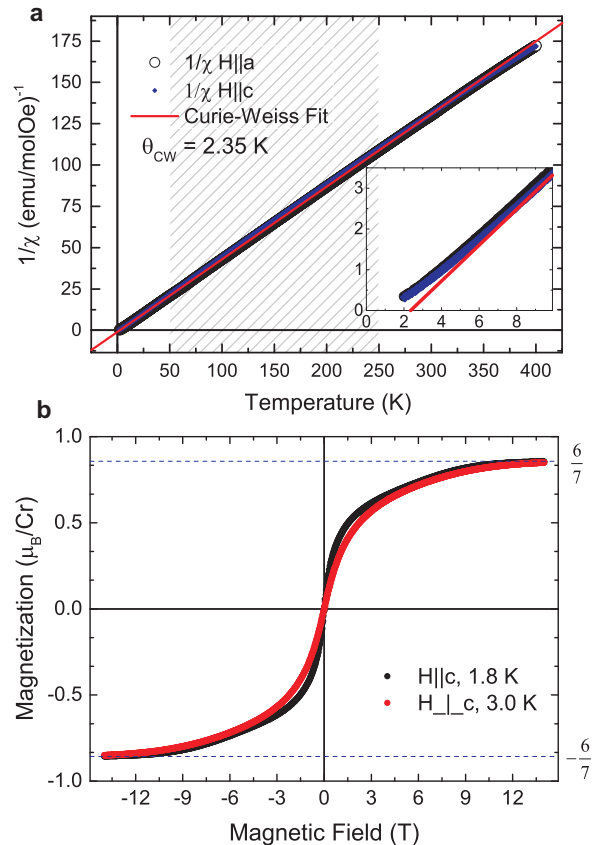 a
175
150
125
100
75
50
25
0
1/χ (emu/molOe)⁻¹
1/χ H||a
1/χ H||c
Curie-Weiss Fit
θCW = 2.35 K
3
2
1
0
0 2 4 6 8
0 50 100 150 200 250 300 350 400
Temperature (K)
b
1.0
0.5
0.0
-0.5
-1.0
Magnetization (μB/Cr)
6/7
-6/7
H||c, 1.8 K
H_|_c, 3.0 K
-12 -9 -6 -3 0 3 6 9 12
Magnetic Field (T)